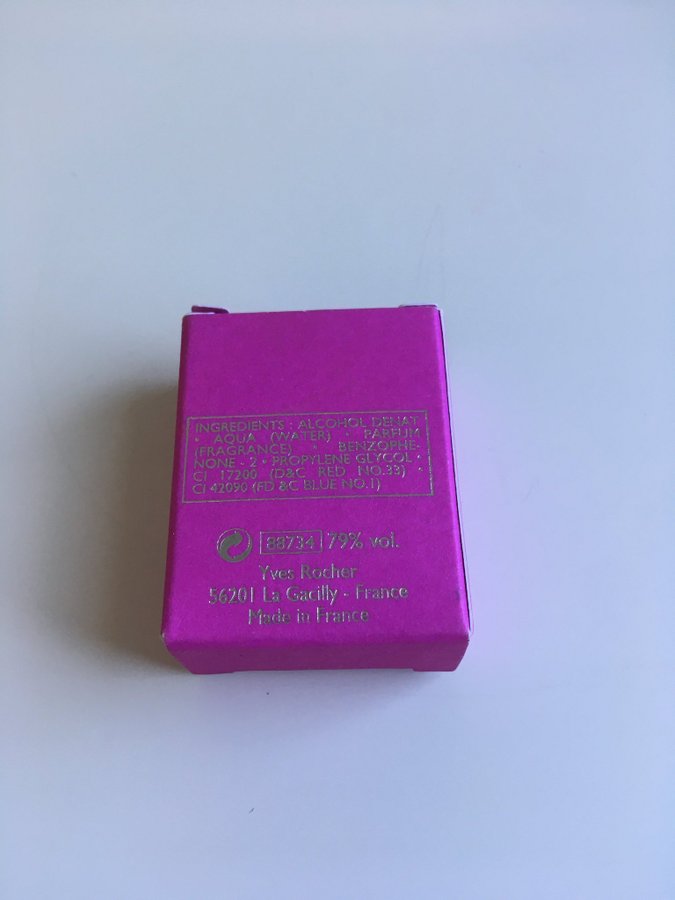 INGREDIENTS : ALCOHOL DENAT
• AQUA (WATER) • PARFUM
(FRAGRANCE) • BENZOPHE-
NONE - 2 • PROPYLENE GLYCOL •
CI 17200 (D&C RED NO.33) •
CI 42090 (FD &C BLUE NO.1)
88734 79% vol.
Yves Rocher
56201 La Gacilly - France
Made in France